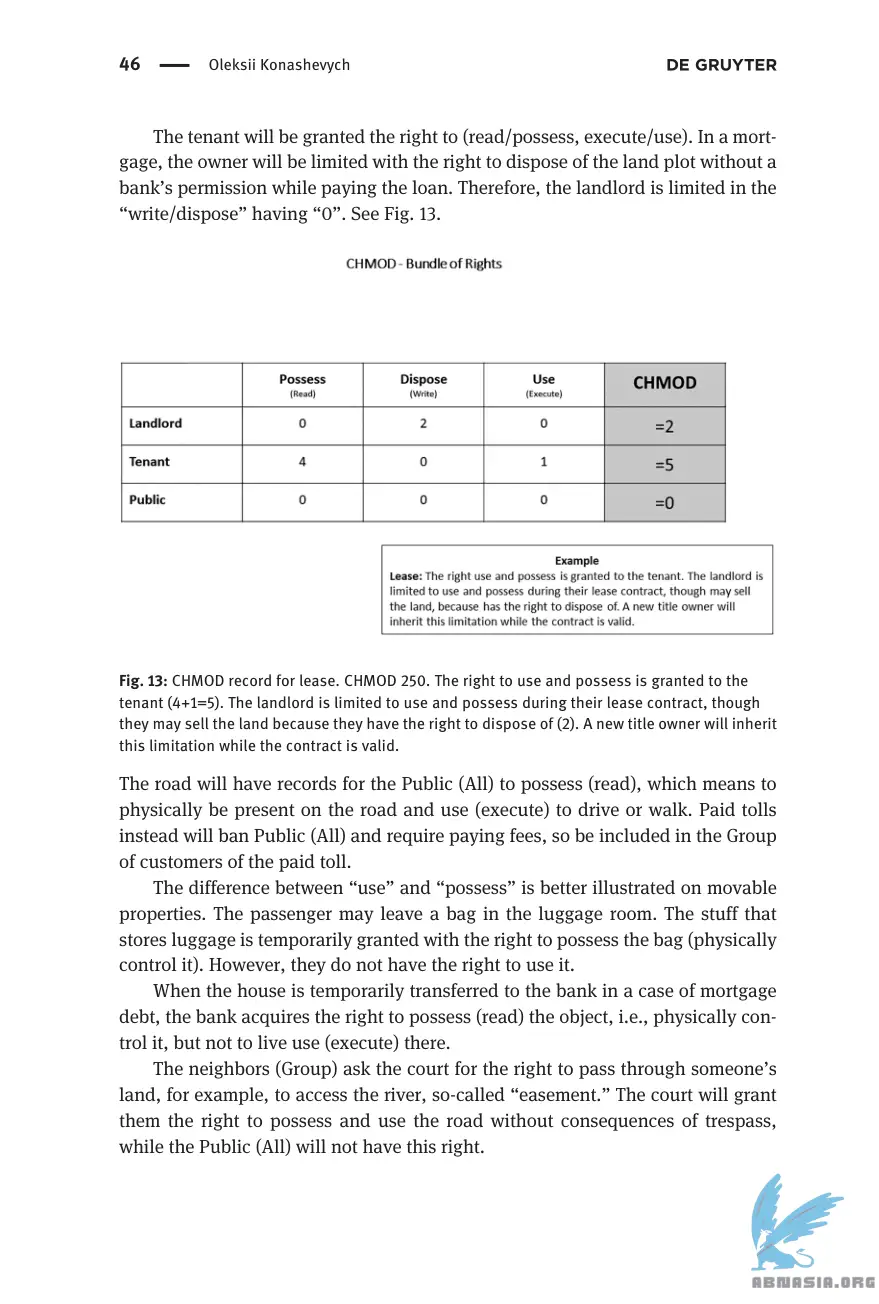 46 — Oleksii Konashevych DE GRUYTER
The tenant will be granted the right to (read/possess, execute/use). In a mort-
gage, the owner will be limited with the right to dispose of the land plot without a
bank’s permission while paying the loan. Therefore, the landlord is limited in the
“write/dispose” having “0”. See Fig. 13.
CHMOD - Bundle of Rights
Possess Dispose Use CHMOD
(Read) (Write) (Execute)
Landlord 0 2 0 =2
Tenant 4 0 1 =5
Public 0 0 0 =0
Example
Lease: The right use and possess is granted to the tenant. The landlord is
limited to use and possess during their lease contract, though may sell
the land, because has the right to dispose of. A new title owner will
inherit this limitation while the contract is valid.
Fig. 13: CHMOD record for lease. CHMOD 250. The right to use and possess is granted to the
tenant (4+1=5). The landlord is limited to use and possess during their lease contract, though
they may sell the land because they have the right to dispose of (2). A new title owner will inherit
this limitation while the contract is valid.
The road will have records for the Public (All) to possess (read), which means to
physically be present on the road and use (execute) to drive or walk. Paid tolls
instead will ban Public (All) and require paying fees, so be included in the Group
of customers of the paid toll.
The difference between “use” and “possess” is better illustrated on movable
properties. The passenger may leave a bag in the luggage room. The stuff that
stores luggage is temporarily granted with the right to possess the bag (physically
control it). However, they do not have the right to use it.
When the house is temporarily transferred to the bank in a case of mortgage
debt, the bank acquires the right to possess (read) the object, i.e., physically con-
trol it, but not to live use (execute) there.
The neighbors (Group) ask the court for the right to pass through someone’s
land, for example, to access the river, so-called “easement.” The court will grant
them the right to possess and use the road without consequences of trespass,
while the Public (All) will not have this right.
ABNASIA.ORG